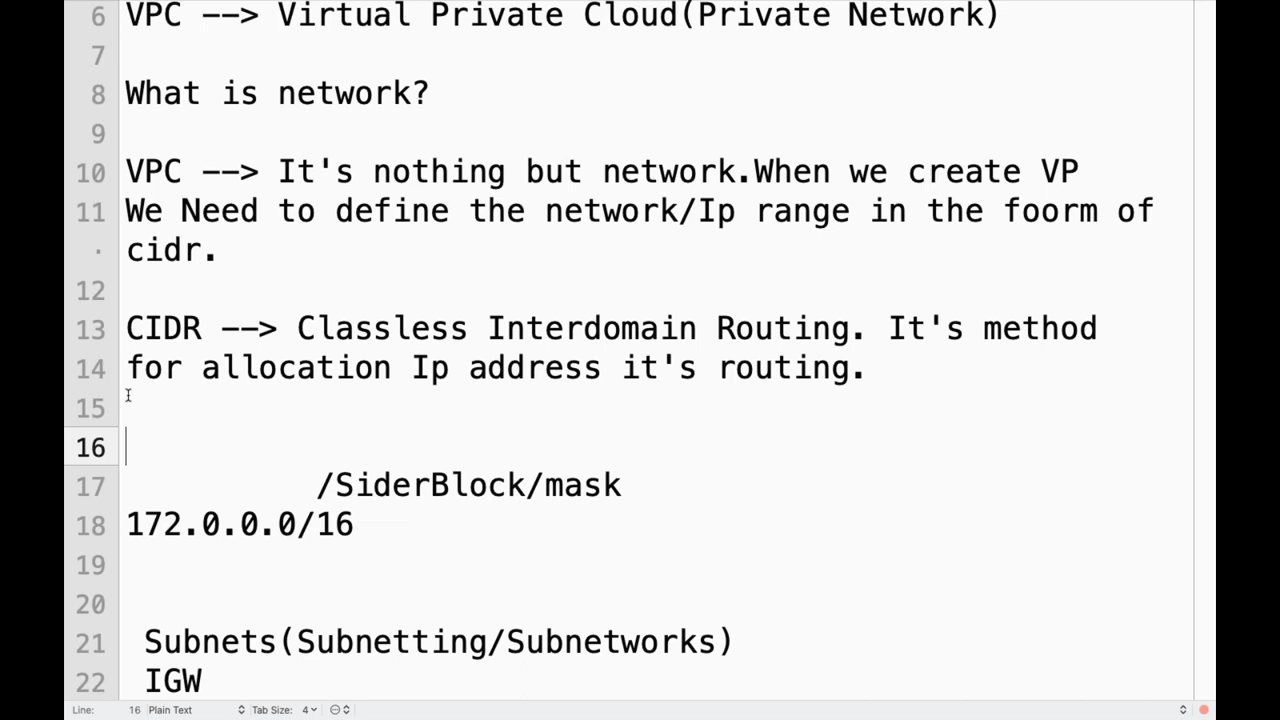 6 VPC --> Virtual Private Cloud(Private Network)
7
8 What is network?
9
10 VPC --> It's nothing but network.When we create VP
11 We Need to define the network/Ip range in the foorm of
· cidr.
12
13 CIDR --> Classless Interdomain Routing. It's method
14 for allocation Ip address it's routing.
15
16
17 /SiderBlock/mask
18 172.0.0.0/16
19
20
21 Subnets(Subnetting/Subnetworks)
22 IGW
Line: 16 Plain Text Tab Size: 4